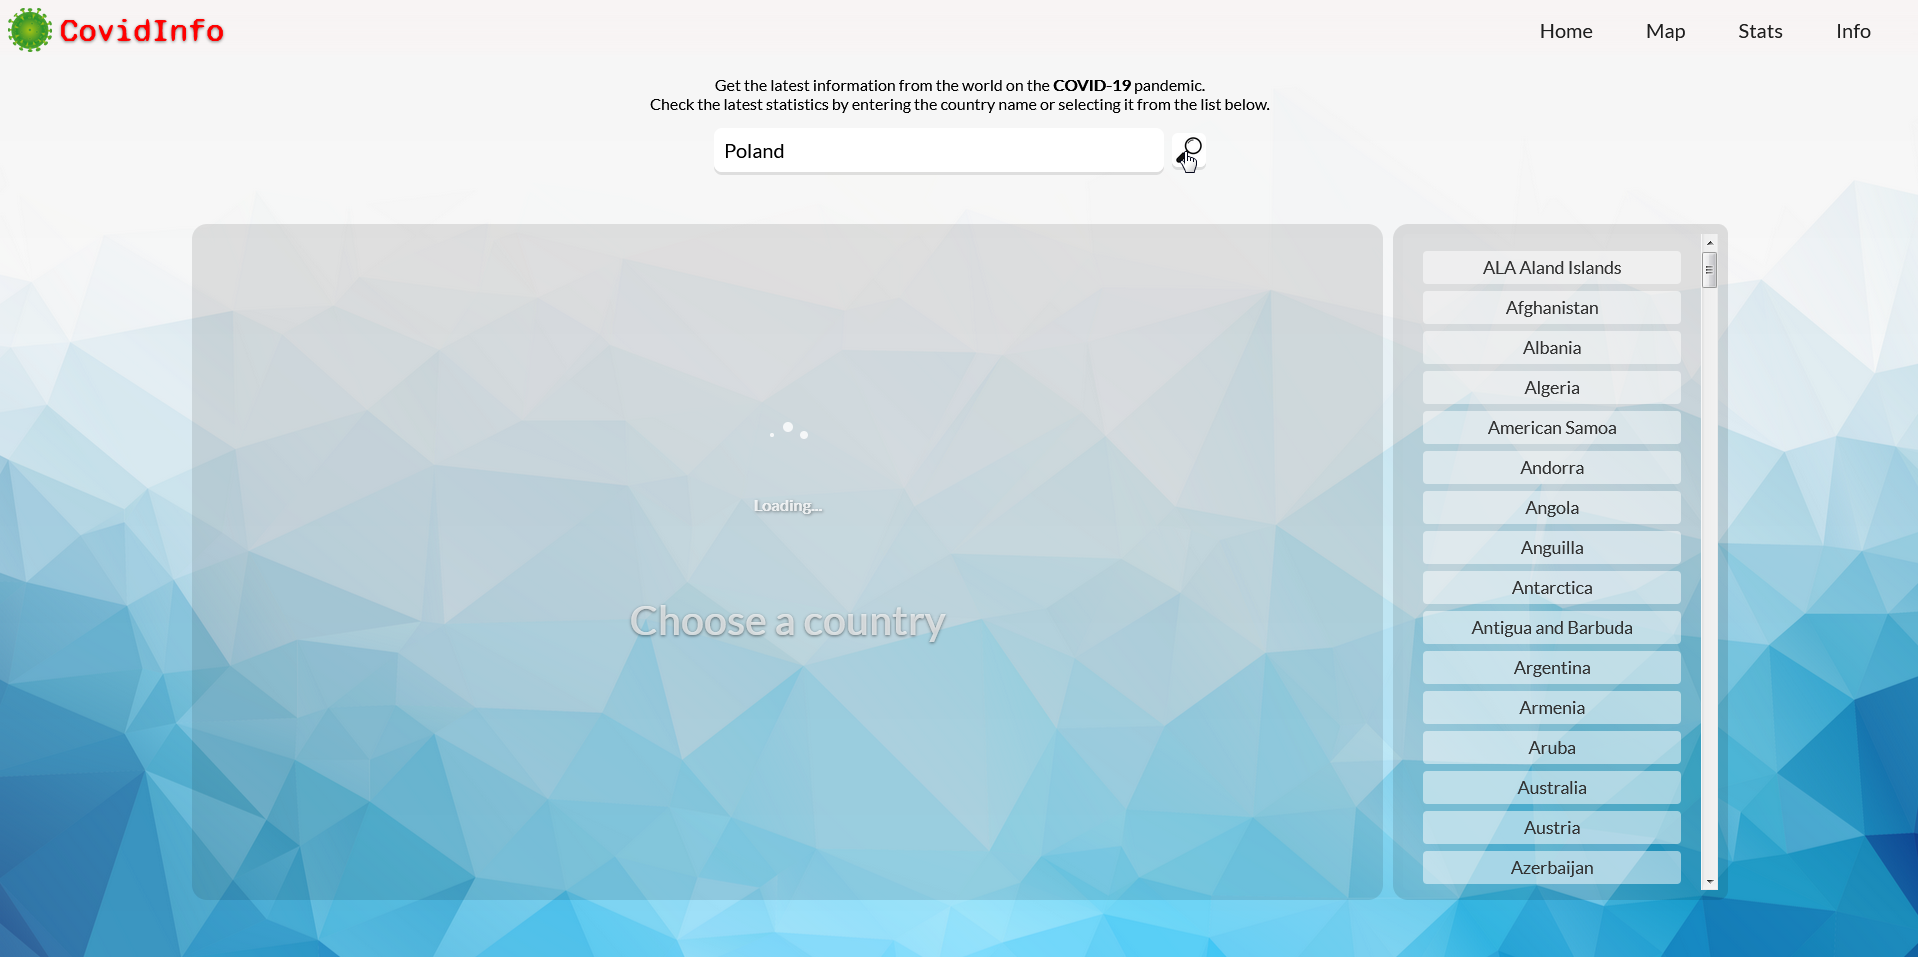 CovidInfo
Home
Map
Stats
Info
Get the latest information from the world on the COVID-19 pandemic.
Check the latest statistics by entering the country name or selecting it from the list below.
Poland
Loading...
Choose a country
ALA Aland Islands
Afghanistan
Albania
Algeria
American Samoa
Andorra
Angola
Anguilla
Antarctica
Antigua and Barbuda
Argentina
Armenia
Aruba
Australia
Austria
Azerbaijan